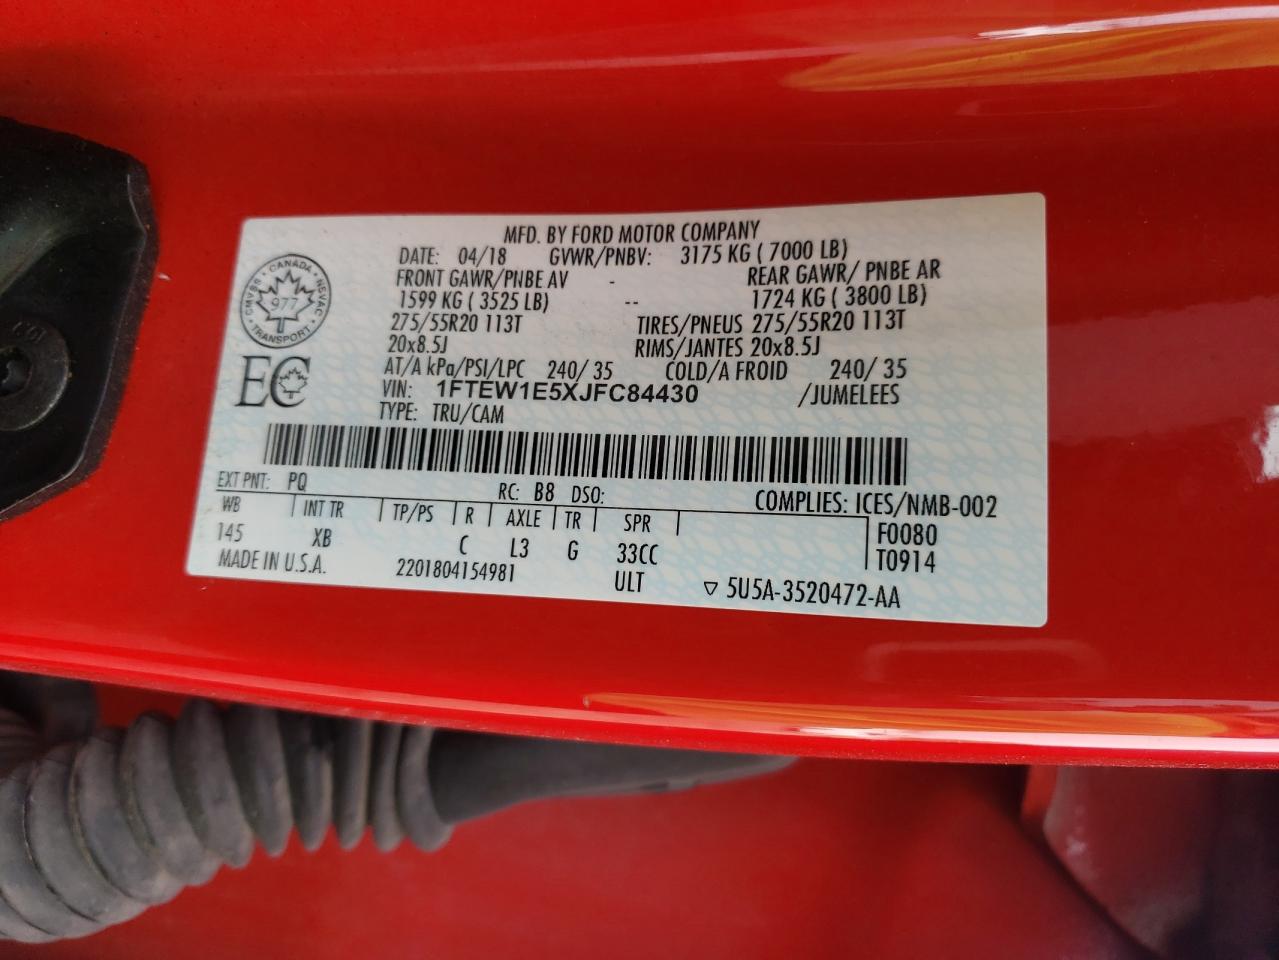 MFD. BY FORD MOTOR COMPANY
DATE: 04/18 GVWR/PNBV: 3175 KG ( 7000 LB)
FRONT GAWR/PNBE AV - REAR GAWR/ PNBE AR
1599 KG ( 3525 LB) -- 1724 KG ( 3800 LB)
275/55R20 113T TIRES/PNEUS 275/55R20 113T
20x8.5J RIMS/JANTES 20x8.5J
AT/A kPa/PSI/LPC 240/ 35 COLD/A FROID 240/ 35
VIN: 1FTEW1E5XJFC84430 /JUMELEES
TYPE: TRU/CAM
CANADA
CMVSS - NSVAC
977
TRANSPORT
EC
EXT PNT: PQ RC: B8 DSO: COMPLIES: ICES/NMB-002
WB INT TR TP/PS R AXLE TR SPR F0080
145 XB C L3 G 33CC T0914
MADE IN U.S.A. 2201804154981 ULT 5U5A-3520472-AA